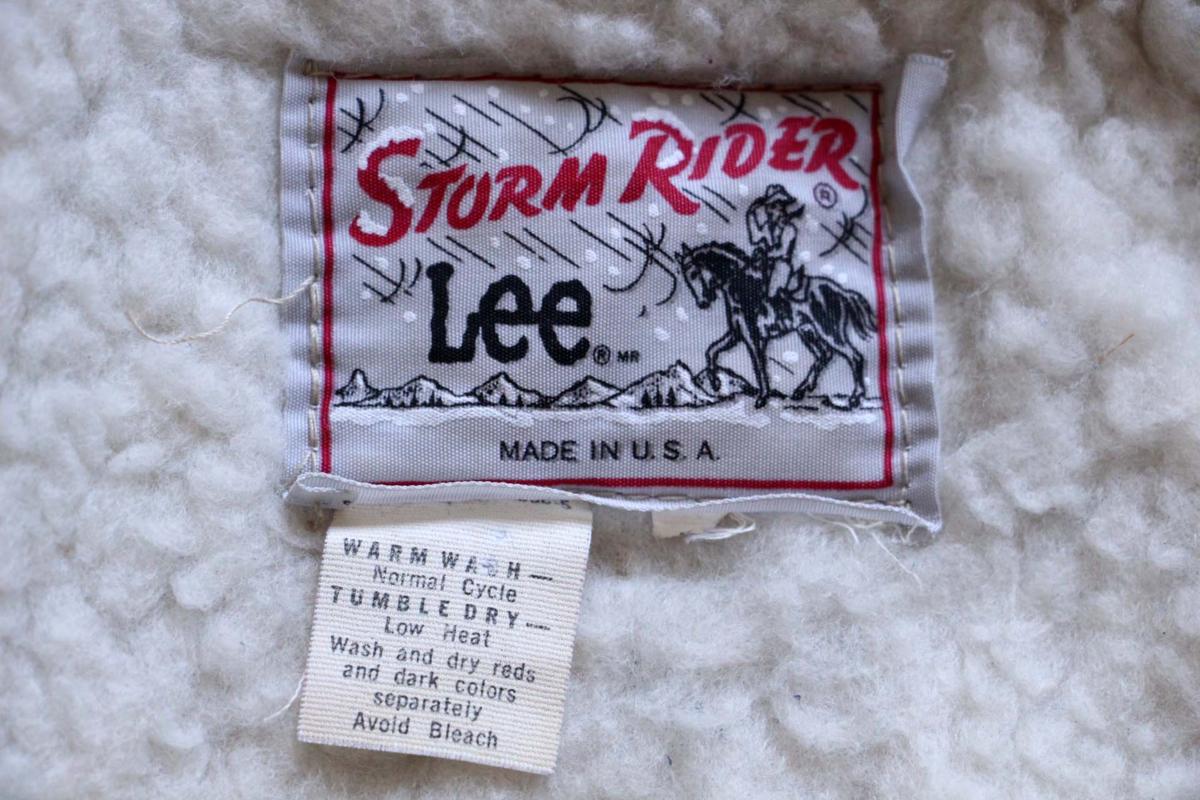 STORM RIDER
®
Lee® MR
MADE IN U.S.A.
WARM WASH—
Normal Cycle
TUMBLE DRY—
Low Heat
Wash and dry reds
and dark colors
separately
Avoid Bleach